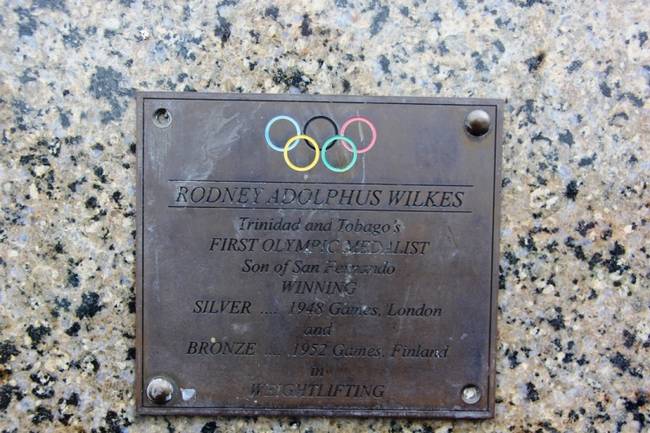 RODNEY ADOLPHUS WILKES
Trinidad and Tobago's
FIRST OLYMPIC MEDALIST
Son of San Fernando
WINNING
SILVER .... 1948 Games, London
and
BRONZE .... 1952 Games, Finland
in
WEIGHTLIFTING